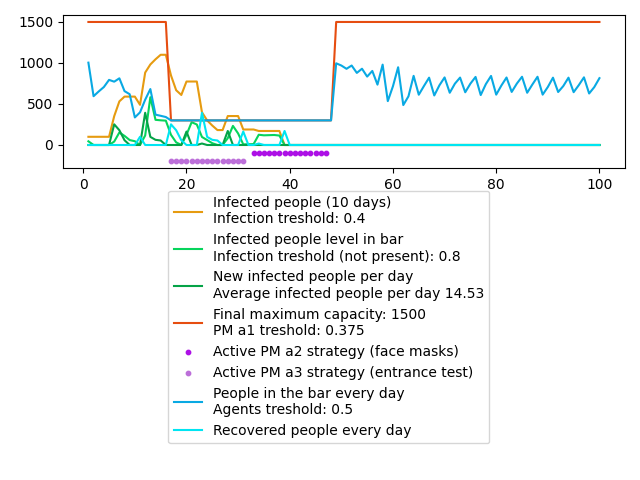 1500
1000
500
0
0 20 40 60 80 100
Infected people (10 days)
Infection treshold: 0.4
Infected people level in bar
Infection treshold (not present): 0.8
New infected people per day
Average infected people per day 14.53
Final maximum capacity: 1500
PM a1 treshold: 0.375
Active PM a2 strategy (face masks)
Active PM a3 strategy (entrance test)
People in the bar every day
Agents treshold: 0.5
Recovered people every day